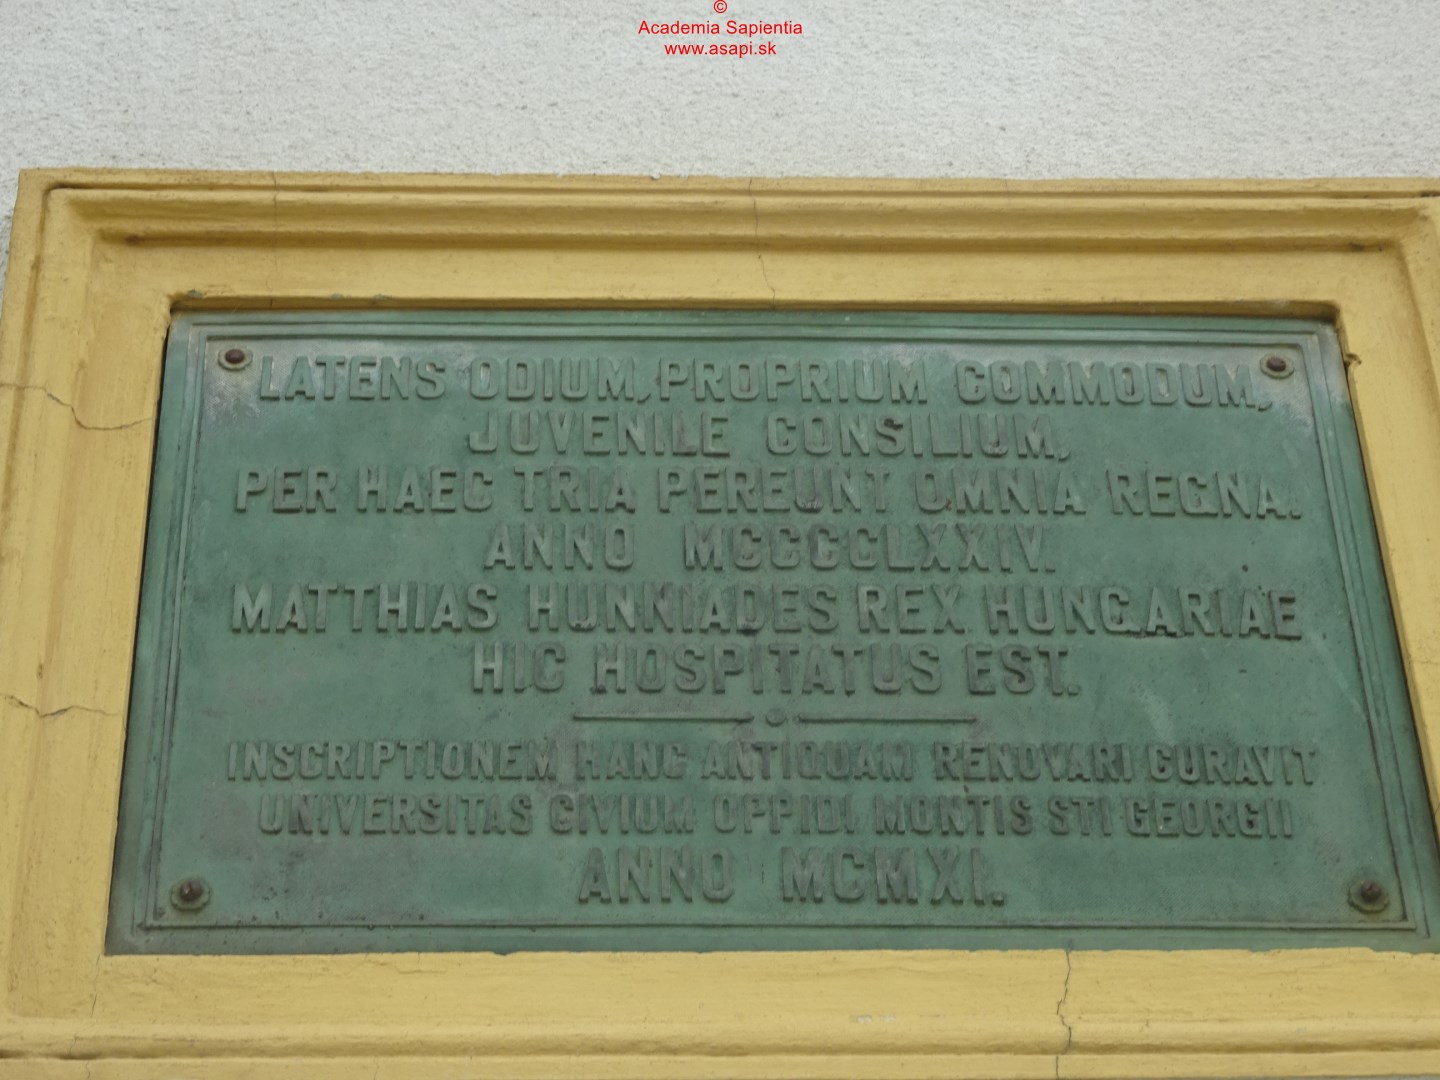 ©
Academia Sapientia
www.asapi.sk
LATENS ODIUM, PROPRIUM COMMODUM,
JUVENILE CONSILIUM,
PER HAEC TRIA PEREUNT OMNIA REGNA.
ANNO MCCCCLXXIV.
MATTHIAS HUNNIADES REX HUNGARIAE
HIC HOSPITATUS EST.
INSCRIPTIONEM HANC ANTIQUAM RENOVARI CURAVIT
UNIVERSITAS CIVIUM OPPIDI MONTIS STI GEORGII
ANNO MCMXI.